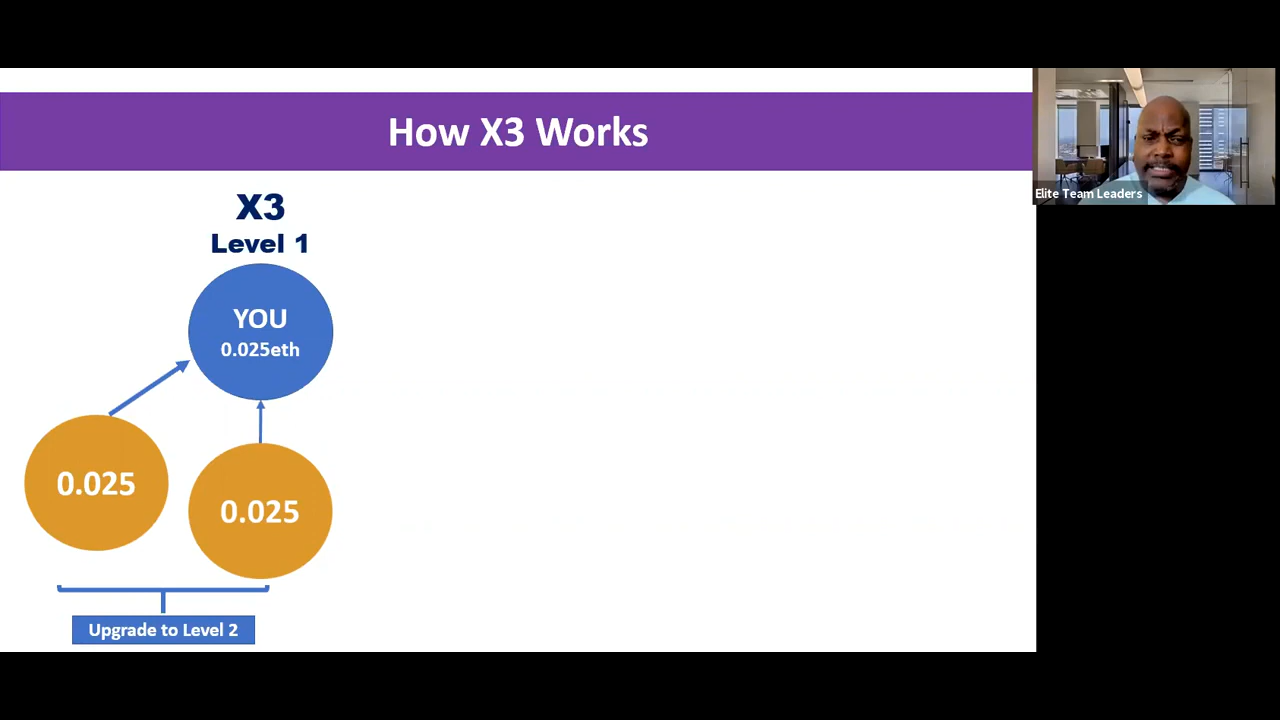 How X3 Works
Elite Team Leaders
X3
Level 1
YOU
0.025eth
0.025
0.025
Upgrade to Level 2